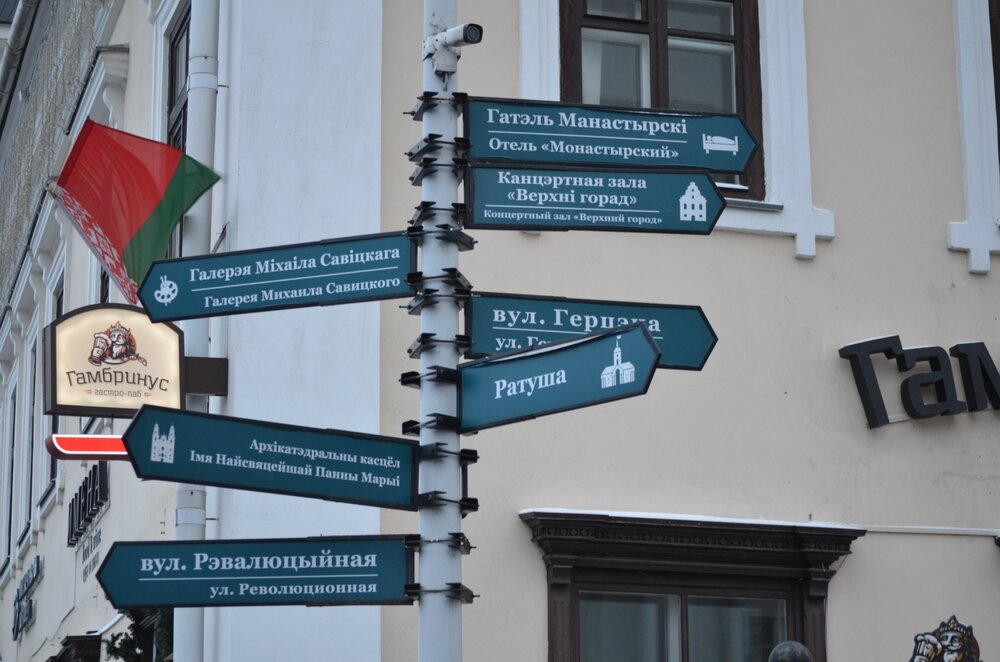 Гатэль Манастырскі
Отель «Монастырский»
Канцэртная зала
«Верхні горад»
Концертный зал «Верхний город»
Галерэя Міхаіла Савіцкага
Галерея Михаила Савицкого
вул. Герцэна
ул.
Ратуша
Гамбринус
гастро-паб
Гам
Архікатэдральны касцёл
Імя Найсвяцейшай Панны Марыі
вул. Рэвалюцыйная
ул. Революционная